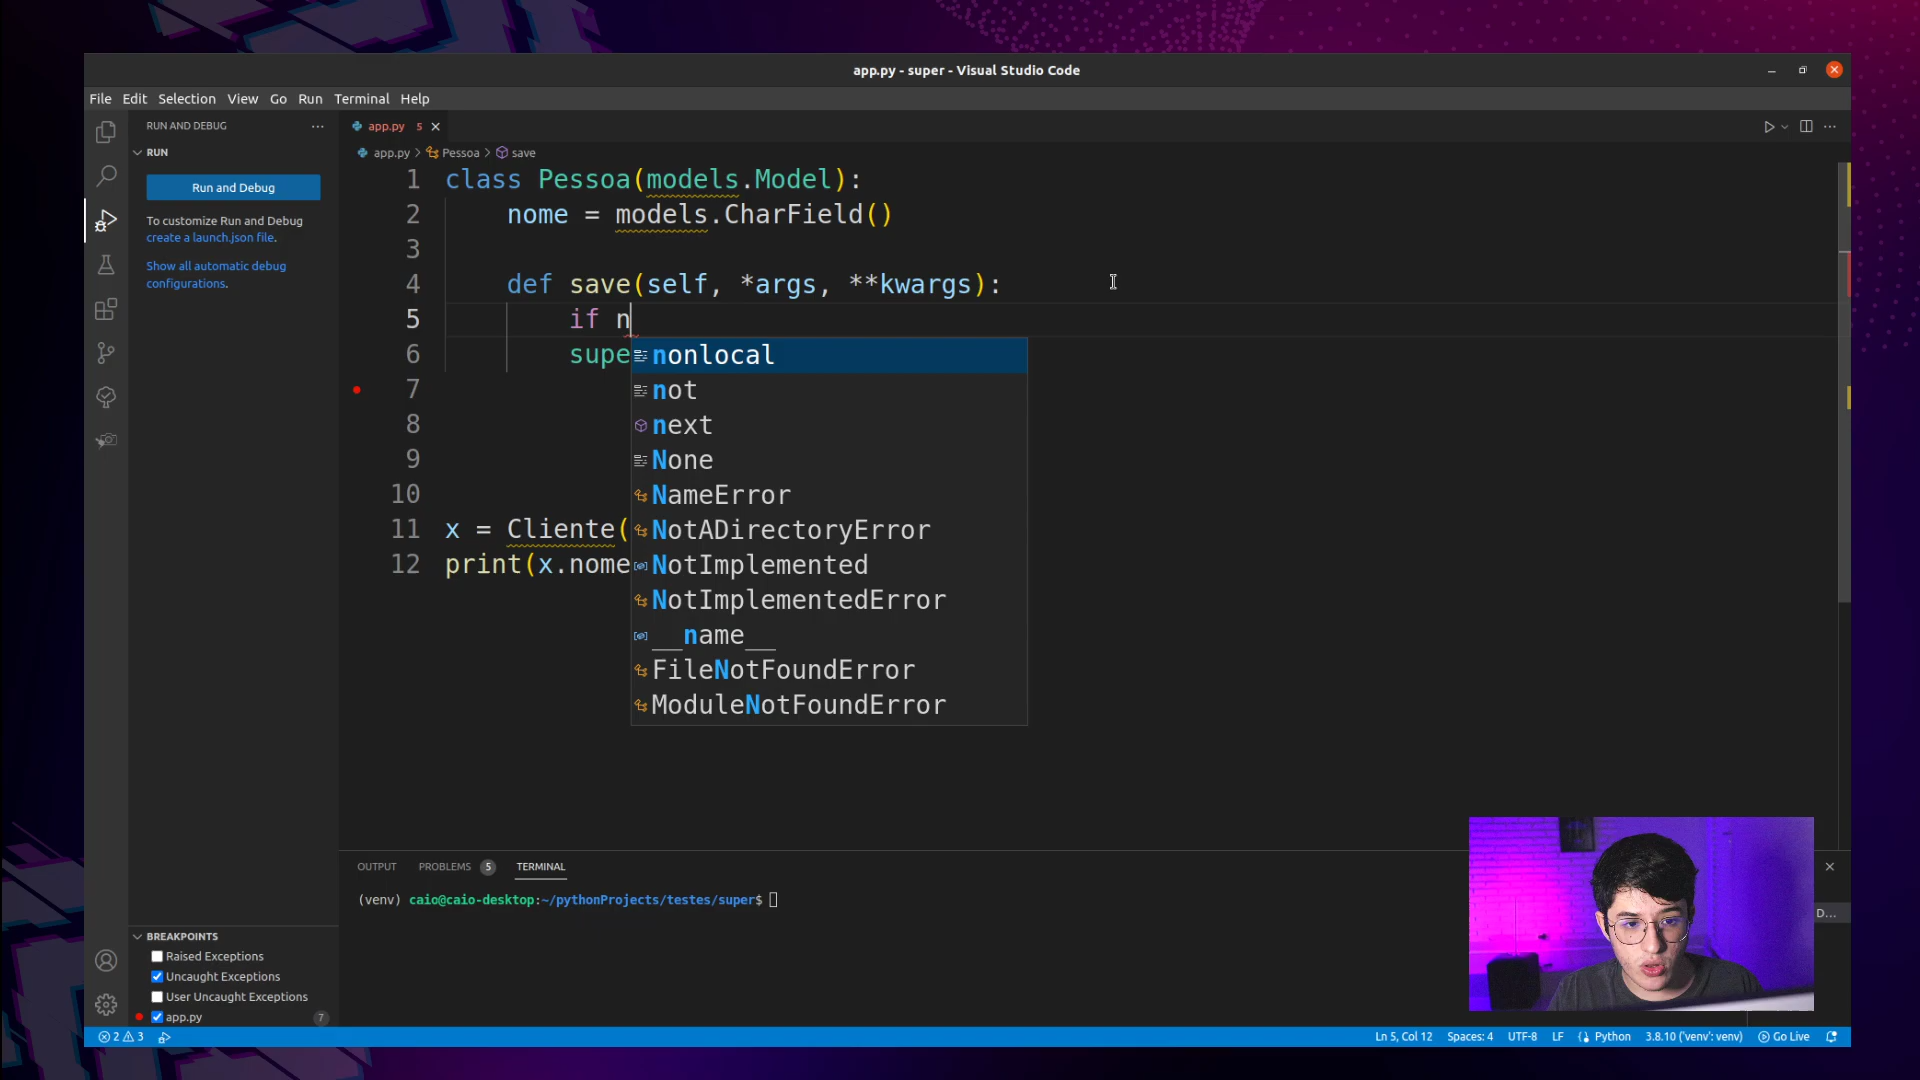 app.py - super - Visual Studio Code
File Edit Selection View Go Run Terminal Help
RUN AND DEBUG
RUN
Run and Debug
To customize Run and Debug
create a launch.json file.
Show all automatic debug
configurations.
app.py 5
app.py > Pessoa > save
1 class Pessoa(models.Model):
2 nome = models.CharField()
3
4 def save(self, *args, **kwargs):
5 if n
6 supe
7
8
9
10
11 x = Cliente(
12 print(x.nome
nonlocal
not
next
None
NameError
NotADirectoryError
NotImplemented
NotImplementedError
__name__
FileNotFoundError
ModuleNotFoundError
OUTPUT PROBLEMS 5 TERMINAL
(venv) caio@caio-desktop:~/pythonProjects/testes/super$
D...
BREAKPOINTS
Raised Exceptions
Uncaught Exceptions
User Uncaught Exceptions
app.py 7
2 3
Ln 5, Col 12 Spaces: 4 UTF-8 LF Python 3.8.10 ('venv': venv) Go Live